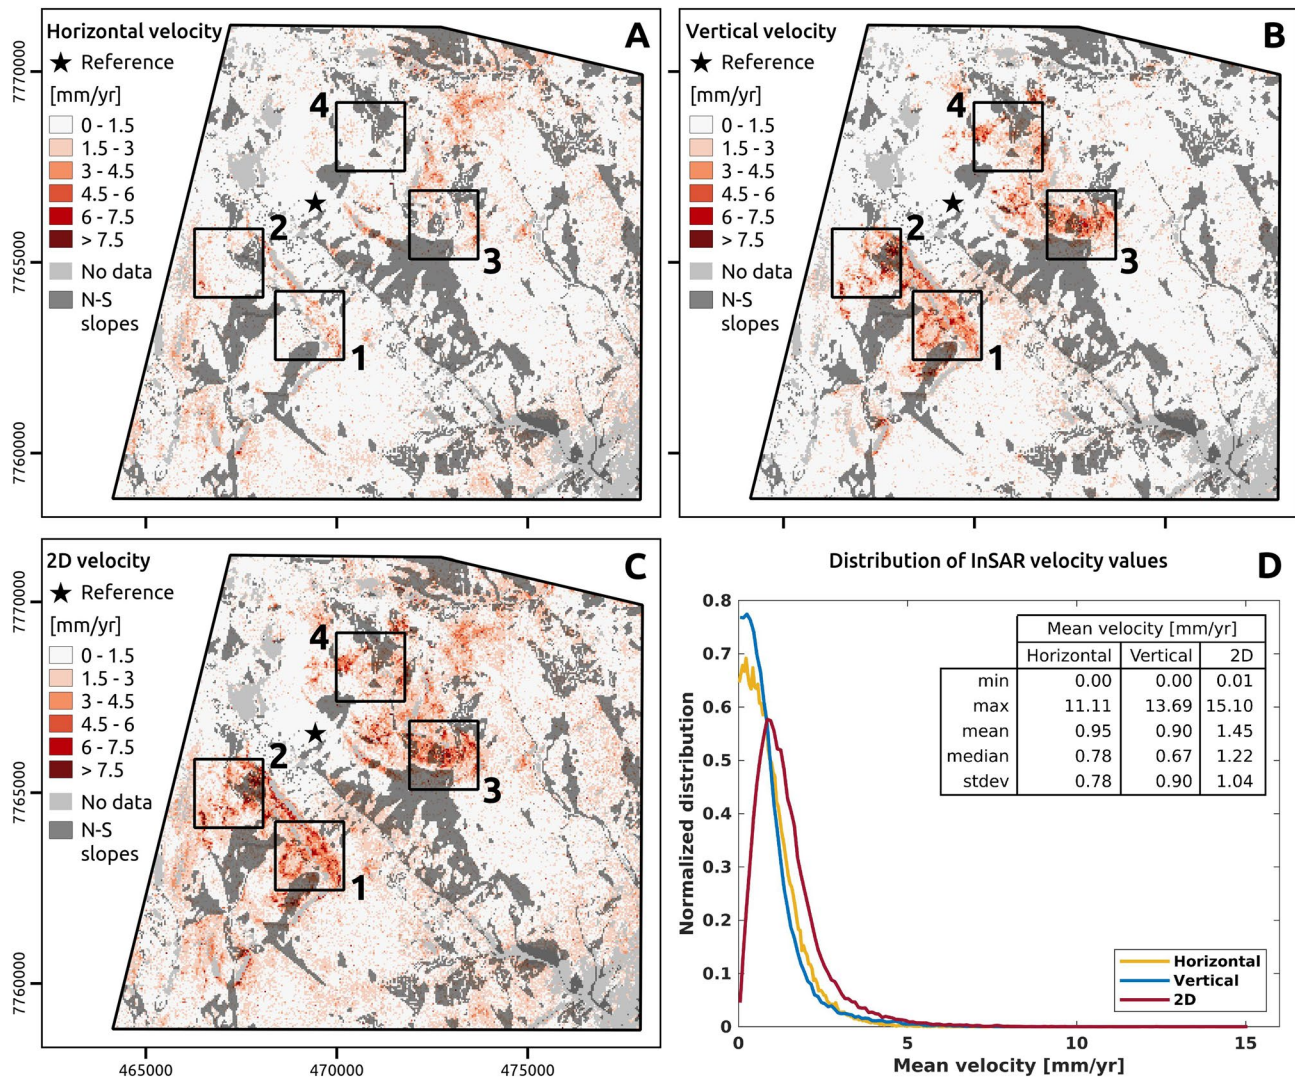 Horizontal velocity
A
★ Reference
[mm/yr]
0 - 1.5
1.5 - 3
3 - 4.5
4.5 - 6
6 - 7.5
> 7.5
No data
N-S
slopes
4
2
3
1
7770000
7765000
7760000
Vertical velocity
B
★ Reference
[mm/yr]
0 - 1.5
1.5 - 3
3 - 4.5
4.5 - 6
6 - 7.5
> 7.5
No data
N-S
slopes
4
2
3
1
2D velocity
C
★ Reference
[mm/yr]
0 - 1.5
1.5 - 3
3 - 4.5
4.5 - 6
6 - 7.5
> 7.5
No data
N-S
slopes
4
2
3
1
7770000
7765000
7760000
465000 470000 475000
Distribution of InSAR velocity values
D
Mean velocity [mm/yr]
Horizontal Vertical 2D
min 0.00 0.00 0.01
max 11.11 13.69 15.10
mean 0.95 0.90 1.45
median 0.78 0.67 1.22
stdev 0.78 0.90 1.04
Normalized distribution
0.8
0.7
0.6
0.5
0.4
0.3
0.2
0.1
0
Horizontal
Vertical
2D
0 5 10 15
Mean velocity [mm/yr]